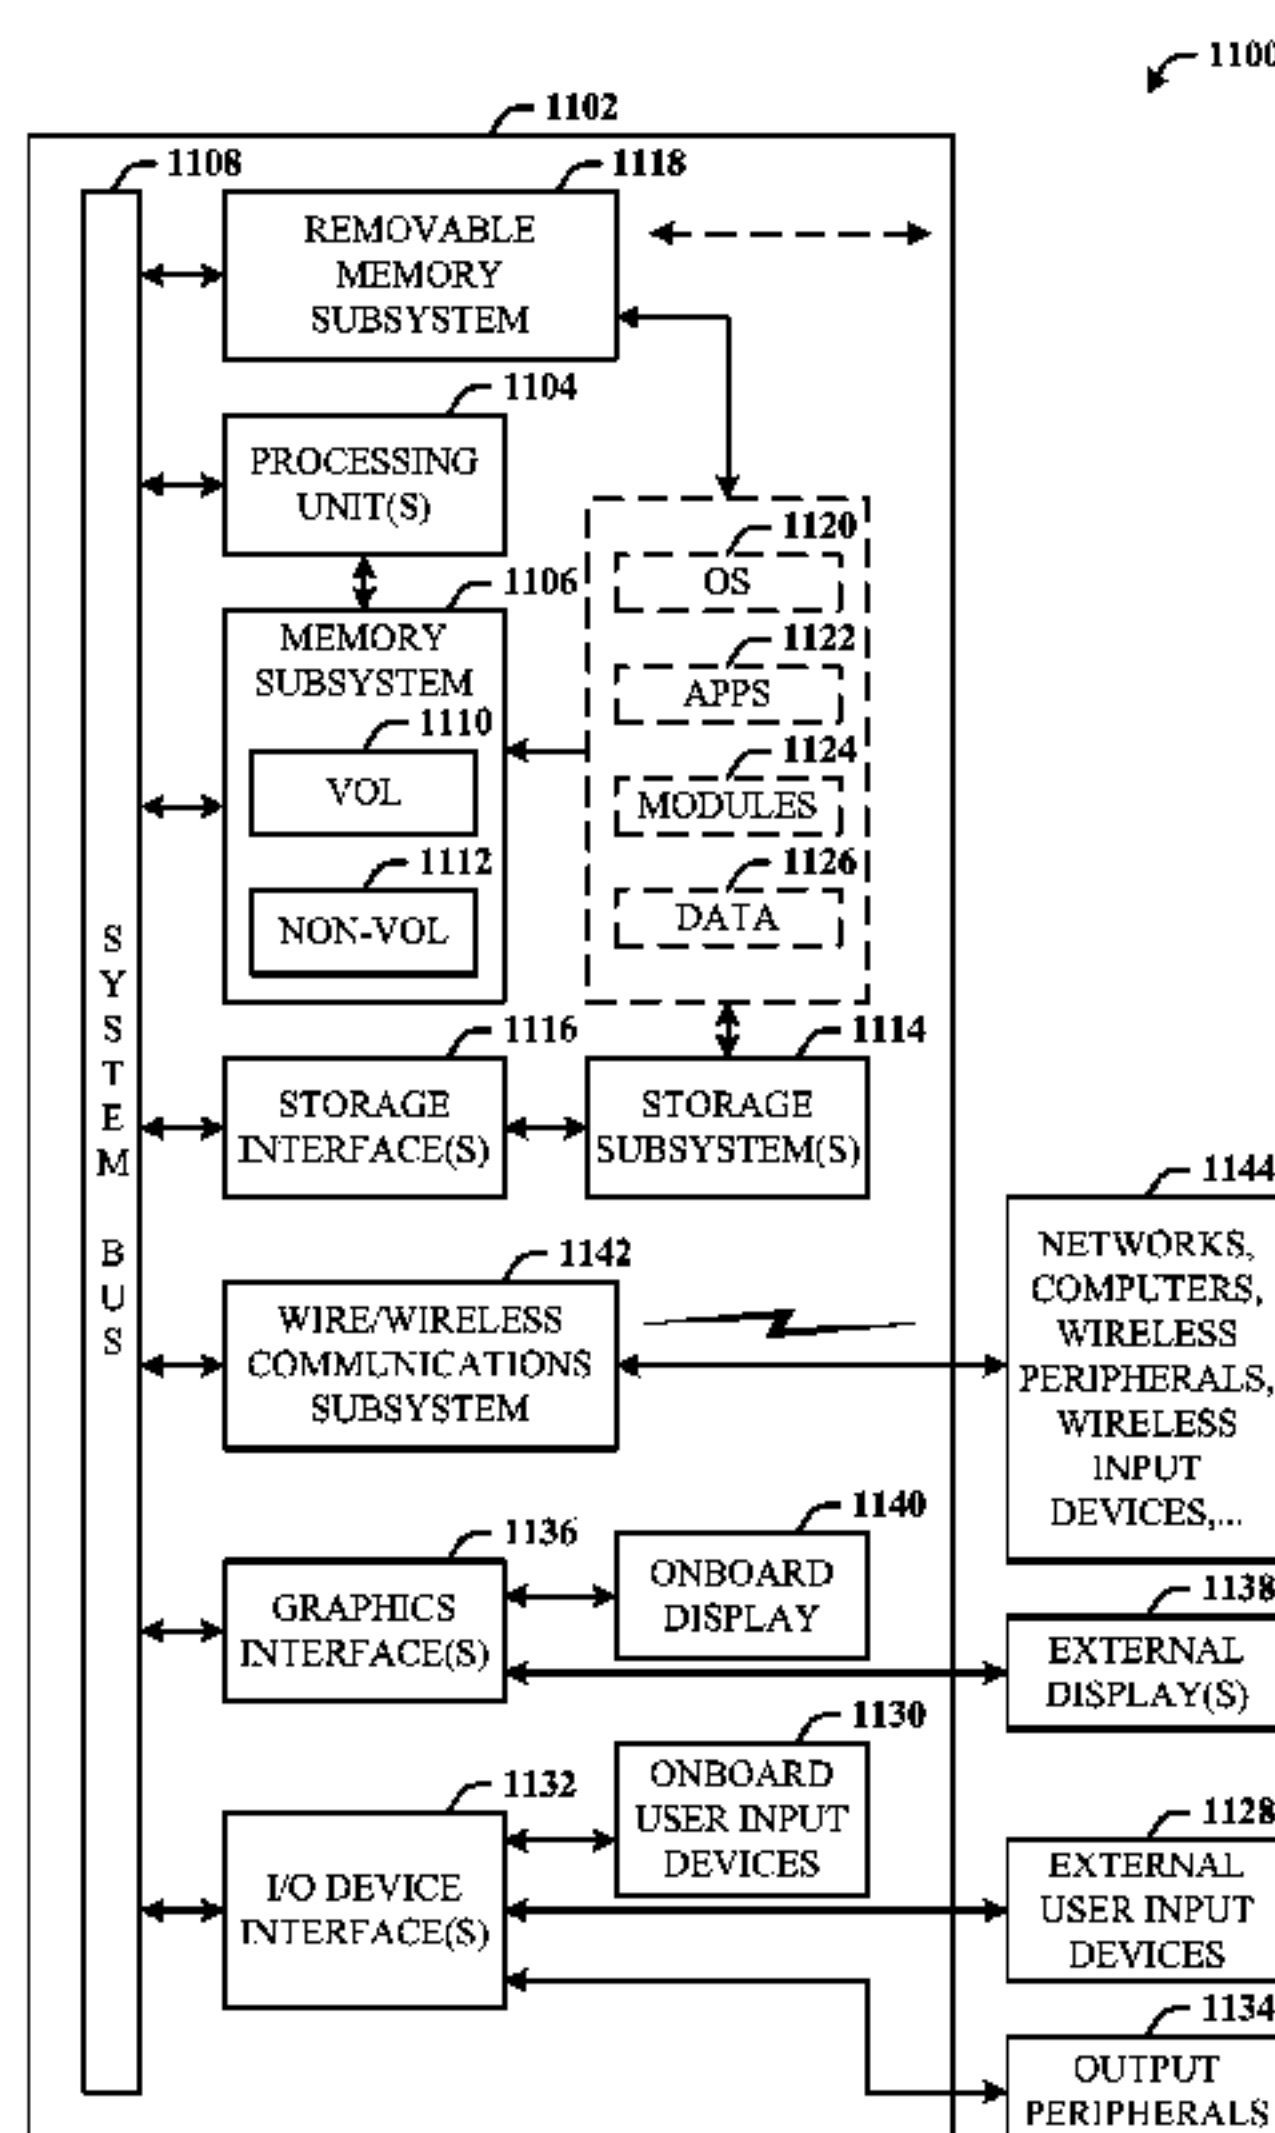 1100
1102
1108
1118
REMOVABLE
MEMORY
SUBSYSTEM
1104
PROCESSING
UNIT(S)
1106
MEMORY
SUBSYSTEM
1110
VOL
1112
NON-VOL
1120
OS
1122
APPS
1124
MODULES
1126
DATA
SYSTEM BUS
1116
STORAGE
INTERFACE(S)
1114
STORAGE
SUBSYSTEM(S)
1142
WIRE/WIRELESS
COMMUNICATIONS
SUBSYSTEM
1144
NETWORKS,
COMPUTERS,
WIRELESS
PERIPHERALS,
WIRELESS
INPUT
DEVICES,...
1136
GRAPHICS
INTERFACE(S)
1140
ONBOARD
DISPLAY
1138
EXTERNAL
DISPLAY(S)
1132
I/O DEVICE
INTERFACE(S)
1130
ONBOARD
USER INPUT
DEVICES
1128
EXTERNAL
USER INPUT
DEVICES
1134
OUTPUT
PERIPHERALS